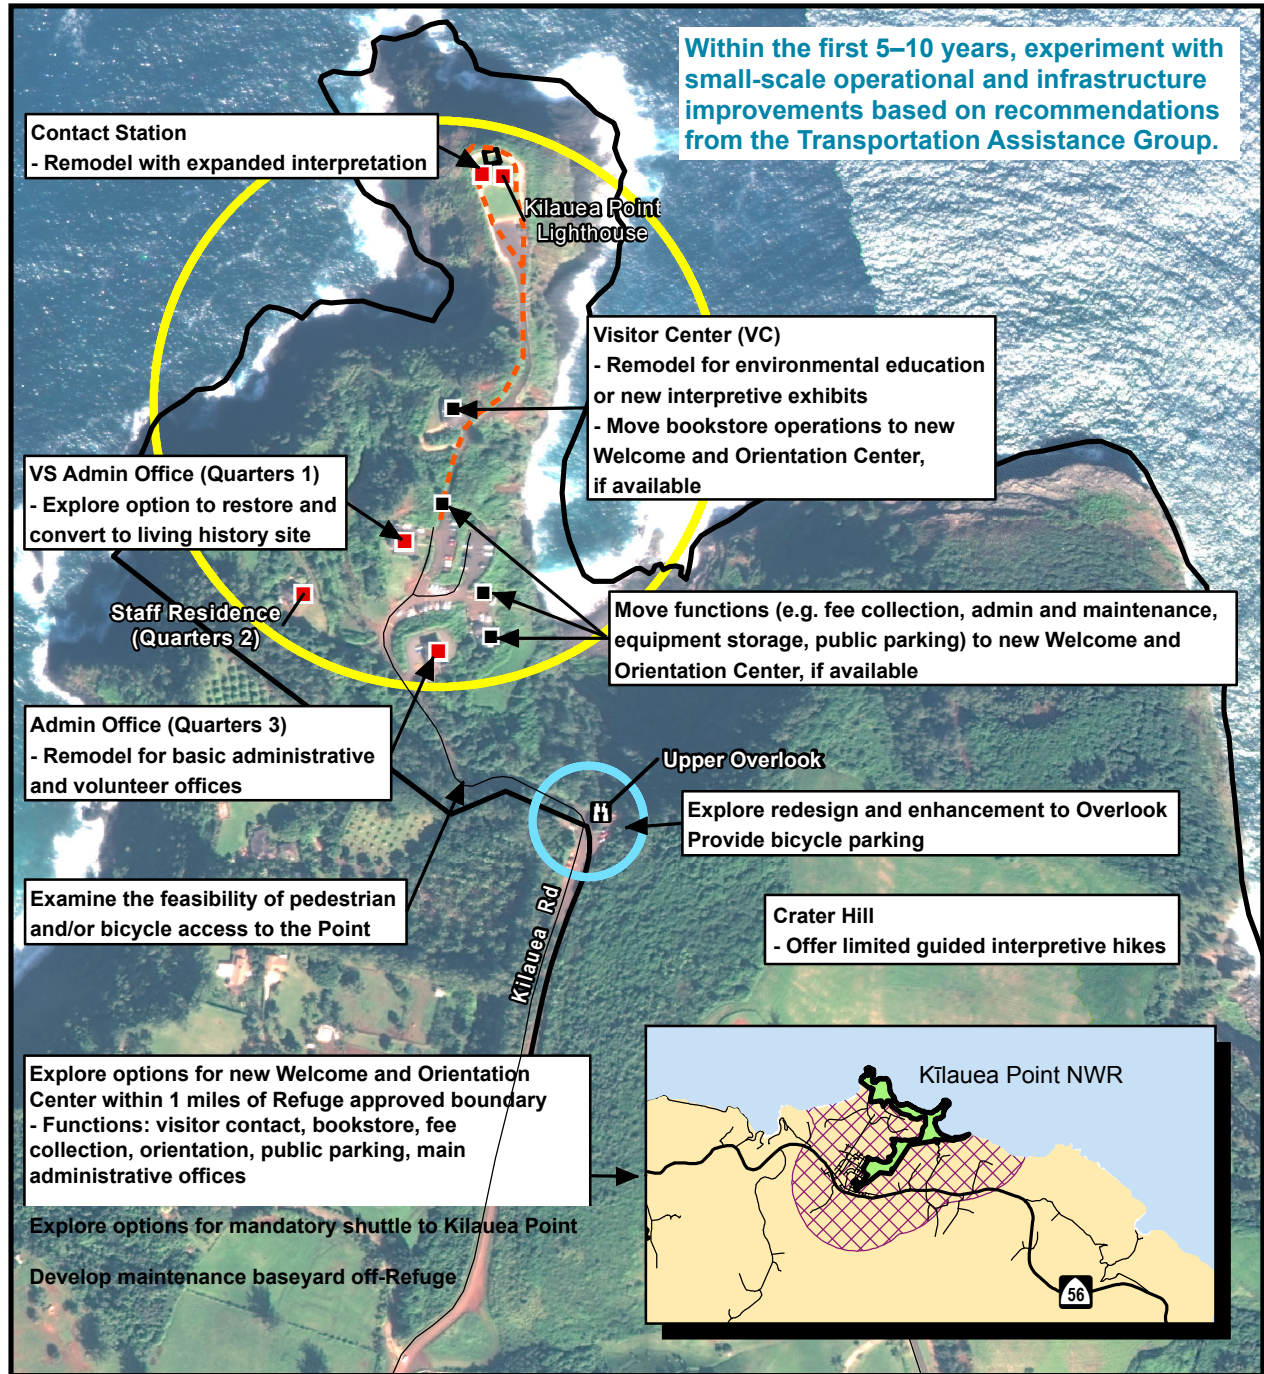 Within the first 5–10 years, experiment with
small-scale operational and infrastructure
improvements based on recommendations
from the Transportation Assistance Group.
Contact Station
- Remodel with expanded interpretation
Kilauea Point
Lighthouse
Visitor Center (VC)
- Remodel for environmental education
or new interpretive exhibits
- Move bookstore operations to new
Welcome and Orientation Center,
if available
VS Admin Office (Quarters 1)
- Explore option to restore and
convert to living history site
Staff Residence
(Quarters 2)
Move functions (e.g. fee collection, admin and maintenance,
equipment storage, public parking) to new Welcome and
Orientation Center, if available
Admin Office (Quarters 3)
- Remodel for basic administrative
and volunteer offices
Upper Overlook
Explore redesign and enhancement to Overlook
Provide bicycle parking
Examine the feasibility of pedestrian
and/or bicycle access to the Point
Kilauea Rd
Crater Hill
- Offer limited guided interpretive hikes
Explore options for new Welcome and Orientation
Center within 1 miles of Refuge approved boundary
- Functions: visitor contact, bookstore, fee
collection, orientation, public parking, main
administrative offices
Explore options for mandatory shuttle to Kilauea Point
Develop maintenance baseyard off-Refuge
Kīlauea Point NWR
56